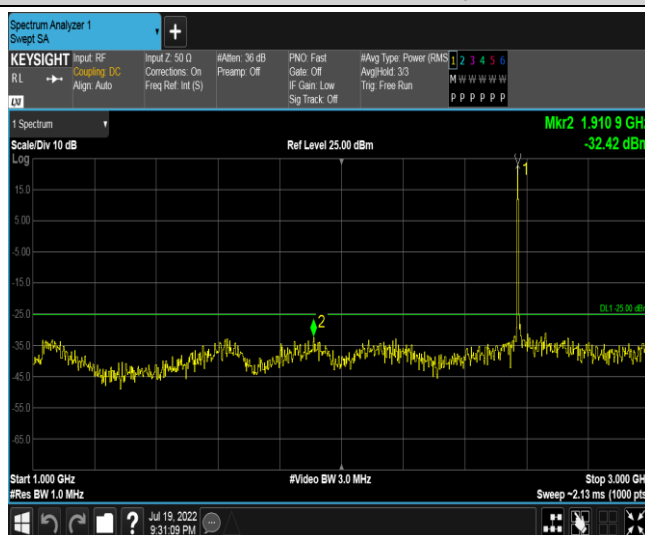 Spectrum Analyzer 1
Swept SA
KEYSIGHT
RL
LXI
Input: RF
Coupling: DC
Align: Auto
Input Z: 50 Ω
Corrections: On
Freq Ref: Int (S)
#Atten: 36 dB
Preamp: Off
PNO: Fast
Gate: Off
IF Gain: Low
Sig Track: Off
#Avg Type: Power (RMS
Avg|Hold: 3/3
Trig: Free Run
1 2 3 4 5 6
M W W W W W
P P P P P P
1 Spectrum
Scale/Div 10 dB
Ref Level 25.00 dBm
Mkr2 1.910 9 GHz
-32.42 dBm
Log
15.0
5.00
-5.00
-15.0
-25.0
-35.0
-45.0
-55.0
-65.0
1
2
DL1 -25.00 dBm
Start 1.000 GHz
#Res BW 1.0 MHz
#Video BW 3.0 MHz
Stop 3.000 GHz
Sweep ~2.13 ms (1000 pts
?
Jul 19, 2022
9:31:09 PM